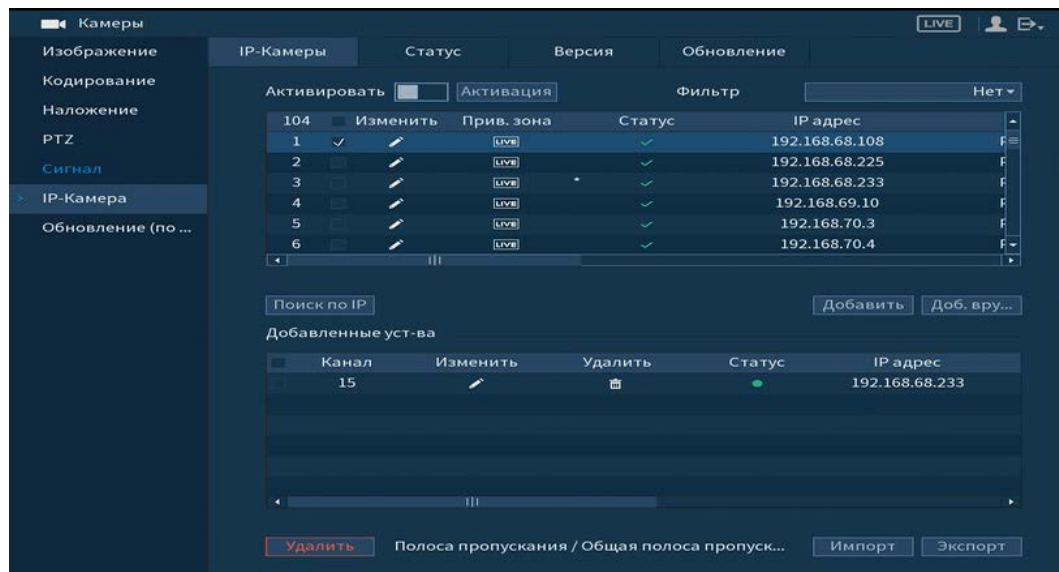 Камеры LIVE
Изображение
Кодирование
Наложение
PTZ
Сигнал
IP-Камера
Обновление (по ...
IP-Камеры Статус Версия Обновление
Активировать Активация Фильтр Нет
104 Изменить Прив. зона Статус IP адрес
1 LIVE 192.168.68.108
2 LIVE 192.168.68.225
3 LIVE * 192.168.68.233
4 LIVE 192.168.69.10
5 LIVE 192.168.70.3
6 LIVE 192.168.70.4
Поиск по IP Добавить Доб. вру...
Добавленные уст-ва
Канал Изменить Удалить Статус IP адрес
15 192.168.68.233
Удалить Полоса пропускания / Общая полоса пропуск... Импорт Экспорт